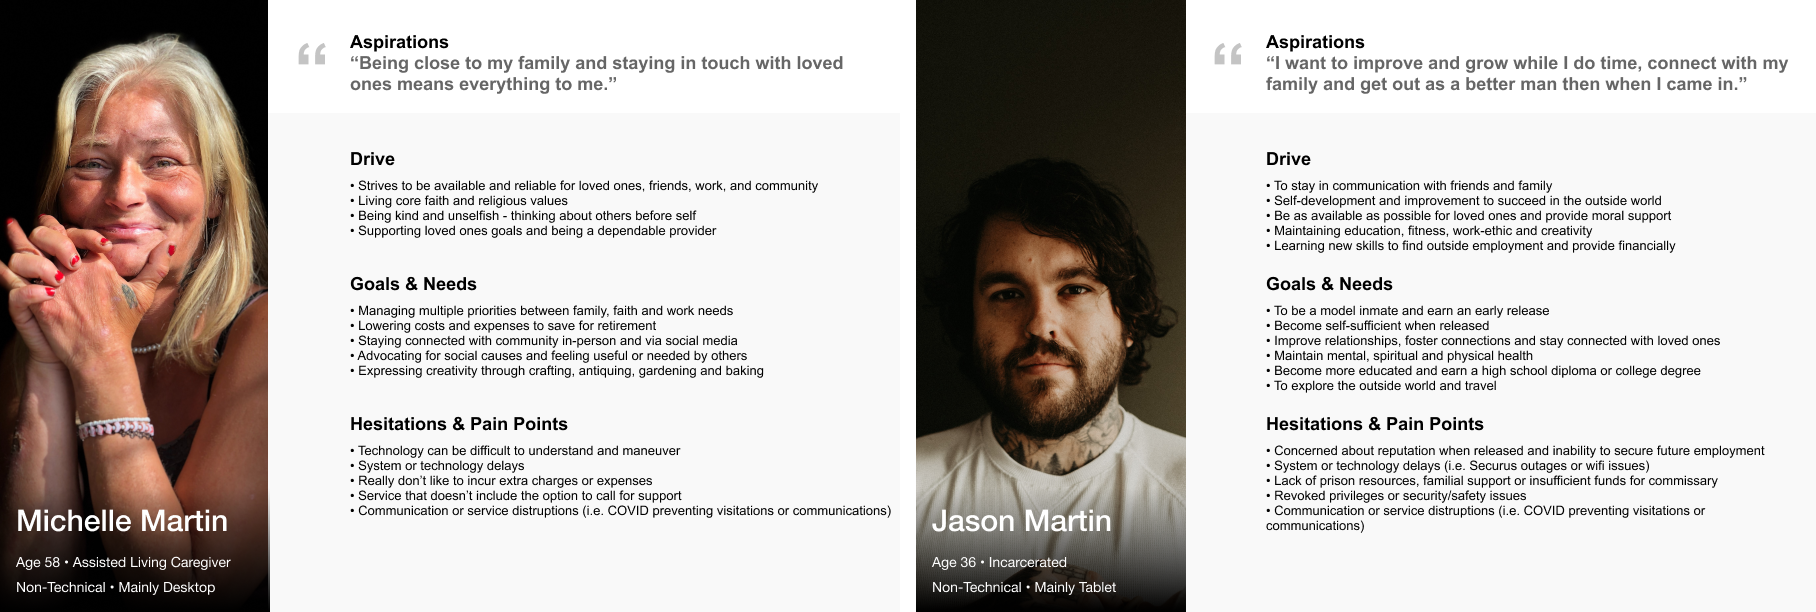 “
Aspirations
“Being close to my family and staying in touch with loved
ones means everything to me.”
Drive
• Strives to be available and reliable for loved ones, friends, work, and community
• Living core faith and religious values
• Being kind and unselfish - thinking about others before self
• Supporting loved ones goals and being a dependable provider
Goals & Needs
• Managing multiple priorities between family, faith and work needs
• Lowering costs and expenses to save for retirement
• Staying connected with community in-person and via social media
• Advocating for social causes and feeling useful or needed by others
• Expressing creativity through crafting, antiquing, gardening and baking
Hesitations & Pain Points
• Technology can be difficult to understand and maneuver
• System or technology delays
• Really don’t like to incur extra charges or expenses
• Service that doesn’t include the option to call for support
• Communication or service distruptions (i.e. COVID preventing visitations or communications)
Michelle Martin
Age 58 • Assisted Living Caregiver
Non-Technical • Mainly Desktop
“
Aspirations
“I want to improve and grow while I do time, connect with my
family and get out as a better man then when I came in.”
Drive
• To stay in communication with friends and family
• Self-development and improvement to succeed in the outside world
• Be as available as possible for loved ones and provide moral support
• Maintaining education, fitness, work-ethic and creativity
• Learning new skills to find outside employment and provide financially
Goals & Needs
• To be a model inmate and earn an early release
• Become self-sufficient when released
• Improve relationships, foster connections and stay connected with loved ones
• Maintain mental, spiritual and physical health
• Become more educated and earn a high school diploma or college degree
• To explore the outside world and travel
Hesitations & Pain Points
• Concerned about reputation when released and inability to secure future employment
• System or technology delays (i.e. Securus outages or wifi issues)
• Lack of prison resources, familial support or insufficient funds for commissary
• Revoked privileges or security/safety issues
• Communication or service distruptions (i.e. COVID preventing visitations or
communications)
Jason Martin
Age 36 • Incarcerated
Non-Technical • Mainly Tablet